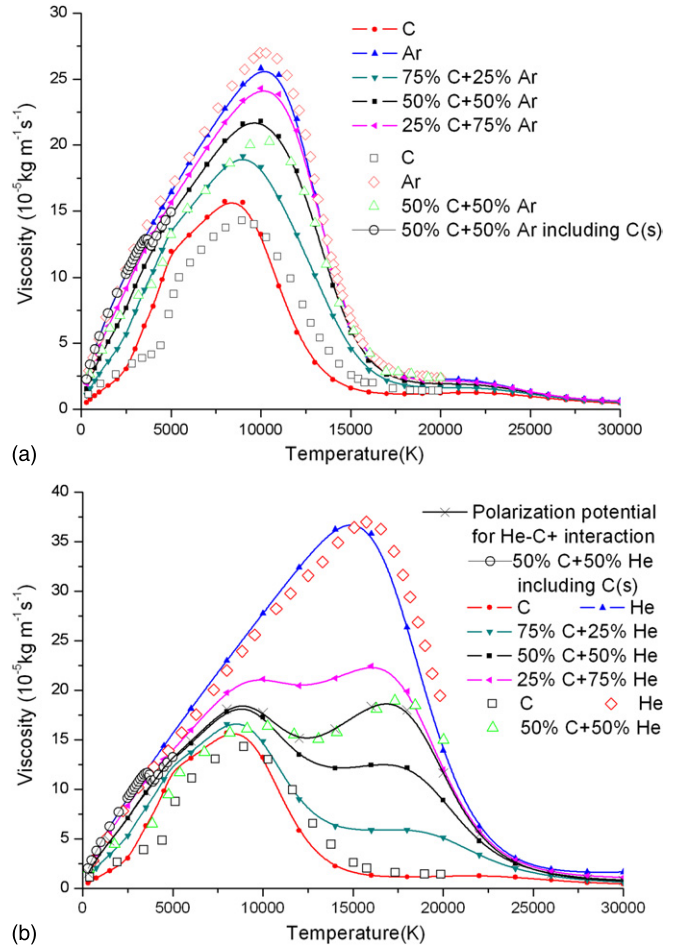 30
25
20
15
10
5
0
Viscosity (10⁻⁵kg m⁻¹ s⁻¹)
C
Ar
75% C+25% Ar
50% C+50% Ar
25% C+75% Ar
C
Ar
50% C+50% Ar
50% C+50% Ar including C(s)
0 5000 10000 15000 20000 25000 30000
Temperature(K)
(a)
40
35
30
25
20
15
10
5
0
Viscosity (10⁻⁵kg m⁻¹ s⁻¹)
Polarization potential
for He-C+ interaction
50% C+50% He
including C(s)
C He
75% C+25% He
50% C+50% He
25% C+75% He
C He
50% C+50% He
0 5000 10000 15000 20000 25000 30000
Temperature(K)
(b)